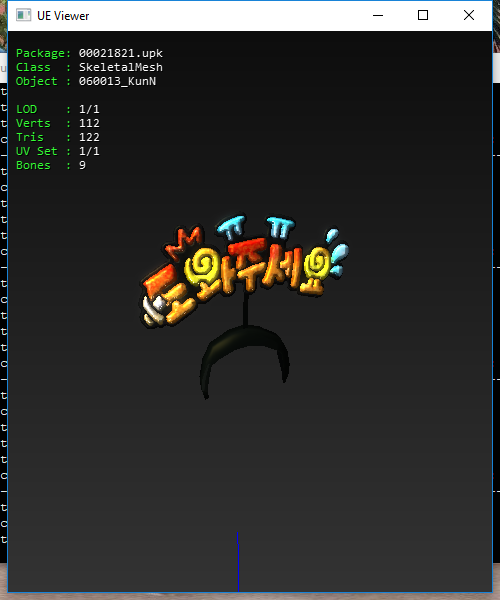 UE Viewer
Package: 00021821.upk
Class : SkeletalMesh
Object : 060013_KunN
LOD : 1/1
Verts : 112
Tris : 122
UV Set : 1/1
Bones : 9
ㅠ ㅠ
도와주세요